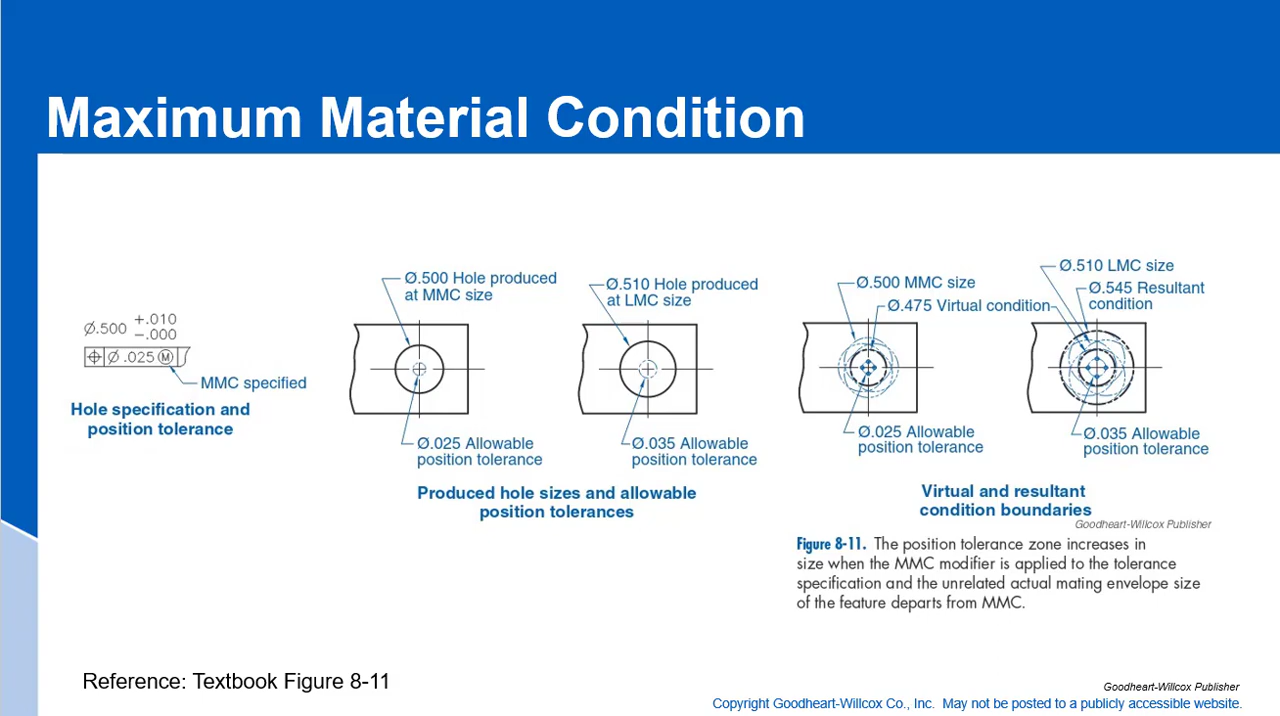 Maximum Material Condition
Ø.500 +.010
−.000
⌖ Ø .025 Ⓜ
MMC specified
Hole specification and
position tolerance
Ø.500 Hole produced
at MMC size
Ø.510 Hole produced
at LMC size
Ø.025 Allowable
position tolerance
Ø.035 Allowable
position tolerance
Produced hole sizes and allowable
position tolerances
Ø.500 MMC size
Ø.475 Virtual condition
Ø.510 LMC size
Ø.545 Resultant
condition
Ø.025 Allowable
position tolerance
Ø.035 Allowable
position tolerance
Virtual and resultant
condition boundaries
Goodheart-Willcox Publisher
Figure 8-11. The position tolerance zone increases in
size when the MMC modifier is applied to the tolerance
specification and the unrelated actual mating envelope size
of the feature departs from MMC.
Reference: Textbook Figure 8-11
Goodheart-Willcox Publisher
Copyright Goodheart-Willcox Co., Inc. May not be posted to a publicly accessible website.